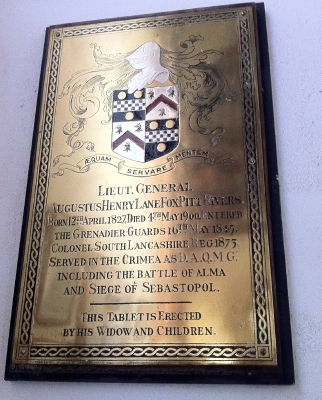 ÆQUAM SERVARE MENTEM
LIEUT. GENERAL
AUGUSTUS HENRY LANE FOX PITT RIVERS
BORN 12TH APRIL 1827, DIED 4TH MAY 1900. ENTERED
THE GRENADIER GUARDS 16TH MAY 1845.
COLONEL SOUTH LANCASHIRE REG. 1873
SERVED IN THE CRIMEA AS D.A.Q.M.G.
INCLUDING THE BATTLE OF ALMA
AND SIEGE OF SEBASTOPOL.
THIS TABLET IS ERECTED
BY HIS WIDOW AND CHILDREN.